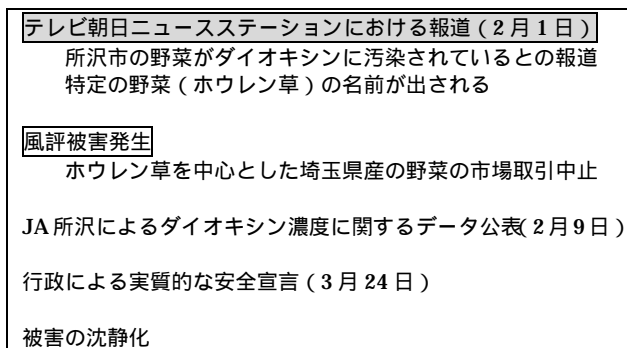 テレビ朝日ニュースステーションにおける報道（2月1日）
所沢市の野菜がダイオキシンに汚染されているとの報道
特定の野菜（ホウレン草）の名前が出される
風評被害発生
ホウレン草を中心とした埼玉県産の野菜の市場取引中止
JA所沢によるダイオキシン濃度に関するデータ公表（2月9日）
行政による実質的な安全宣言（3月24日）
被害の沈静化